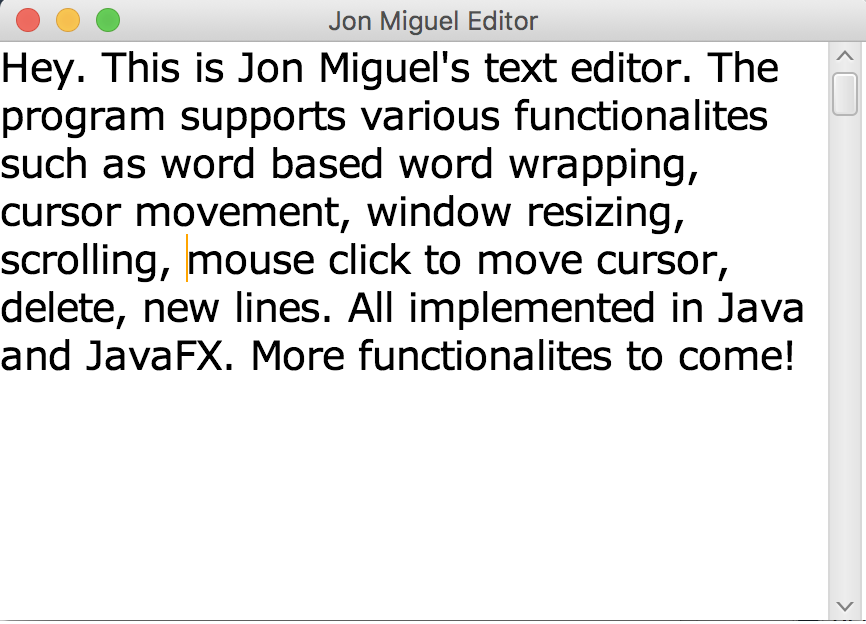 Jon Miguel Editor
Hey. This is Jon Miguel's text editor. The
program supports various functionalites
such as word based word wrapping,
cursor movement, window resizing,
scrolling, mouse click to move cursor,
delete, new lines. All implemented in Java
and JavaFX. More functionalites to come!